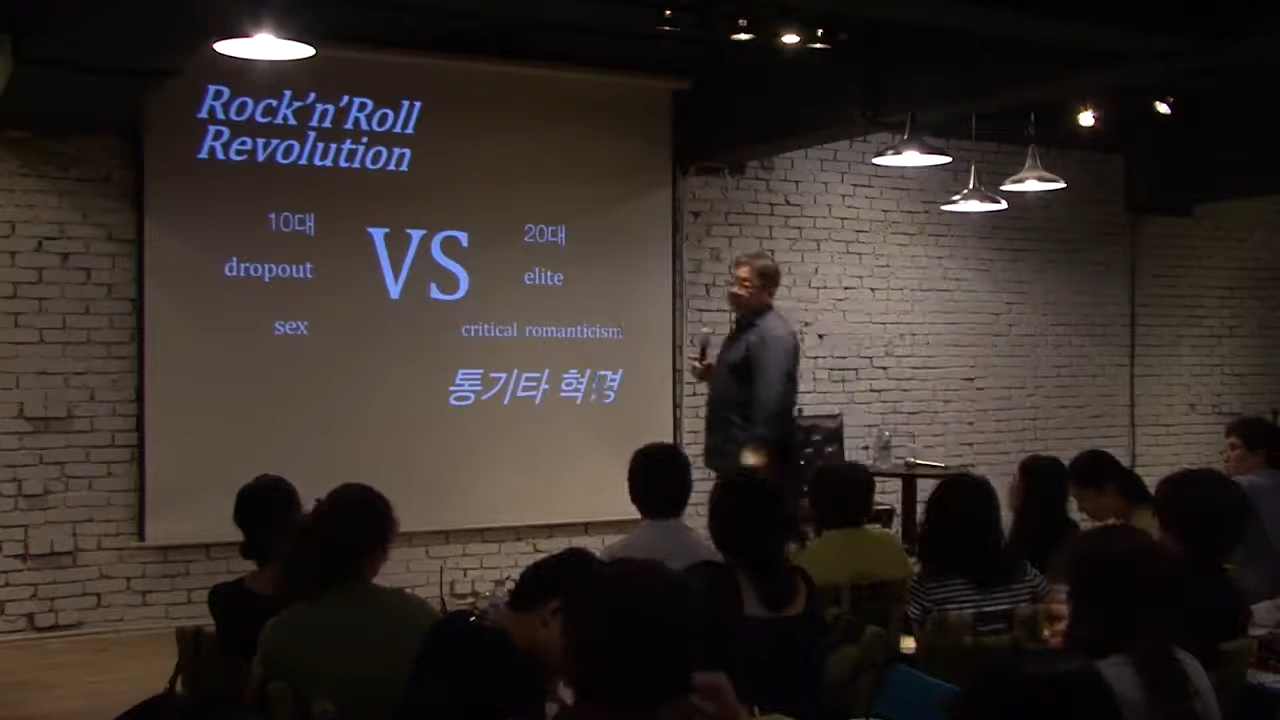 Rock'n'Roll
Revolution
10대
VS
20대
dropout
elite
sex
critical romanticism
통기타 혁명